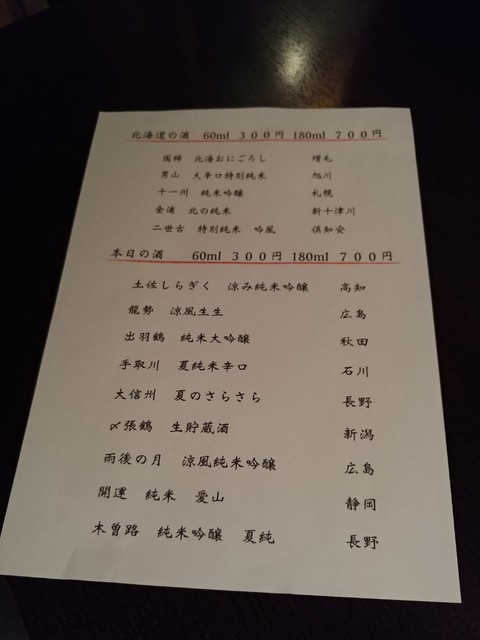 北海道の酒　60ml　３００円　180ml　７００円
国稀　北海おにごろし　増毛
男山　大辛口特別純米　旭川
十一州　純米吟醸　札幌
金滴　北の純米　新十津川
二世古　特別純米　吟風　倶知安
本日の酒　60ml　３００円　180ml　７００円
土佐しらぎく　涼み純米吟醸　高知
龍勢　涼風生生　広島
出羽鶴　純米大吟醸　秋田
手取川　夏純米辛口　石川
大信州　夏のさらさら　長野
〆張鶴　生貯蔵酒　新潟
雨後の月　涼風純米吟醸　広島
開運　純米　愛山　静岡
木曽路　純米吟醸　夏純　長野